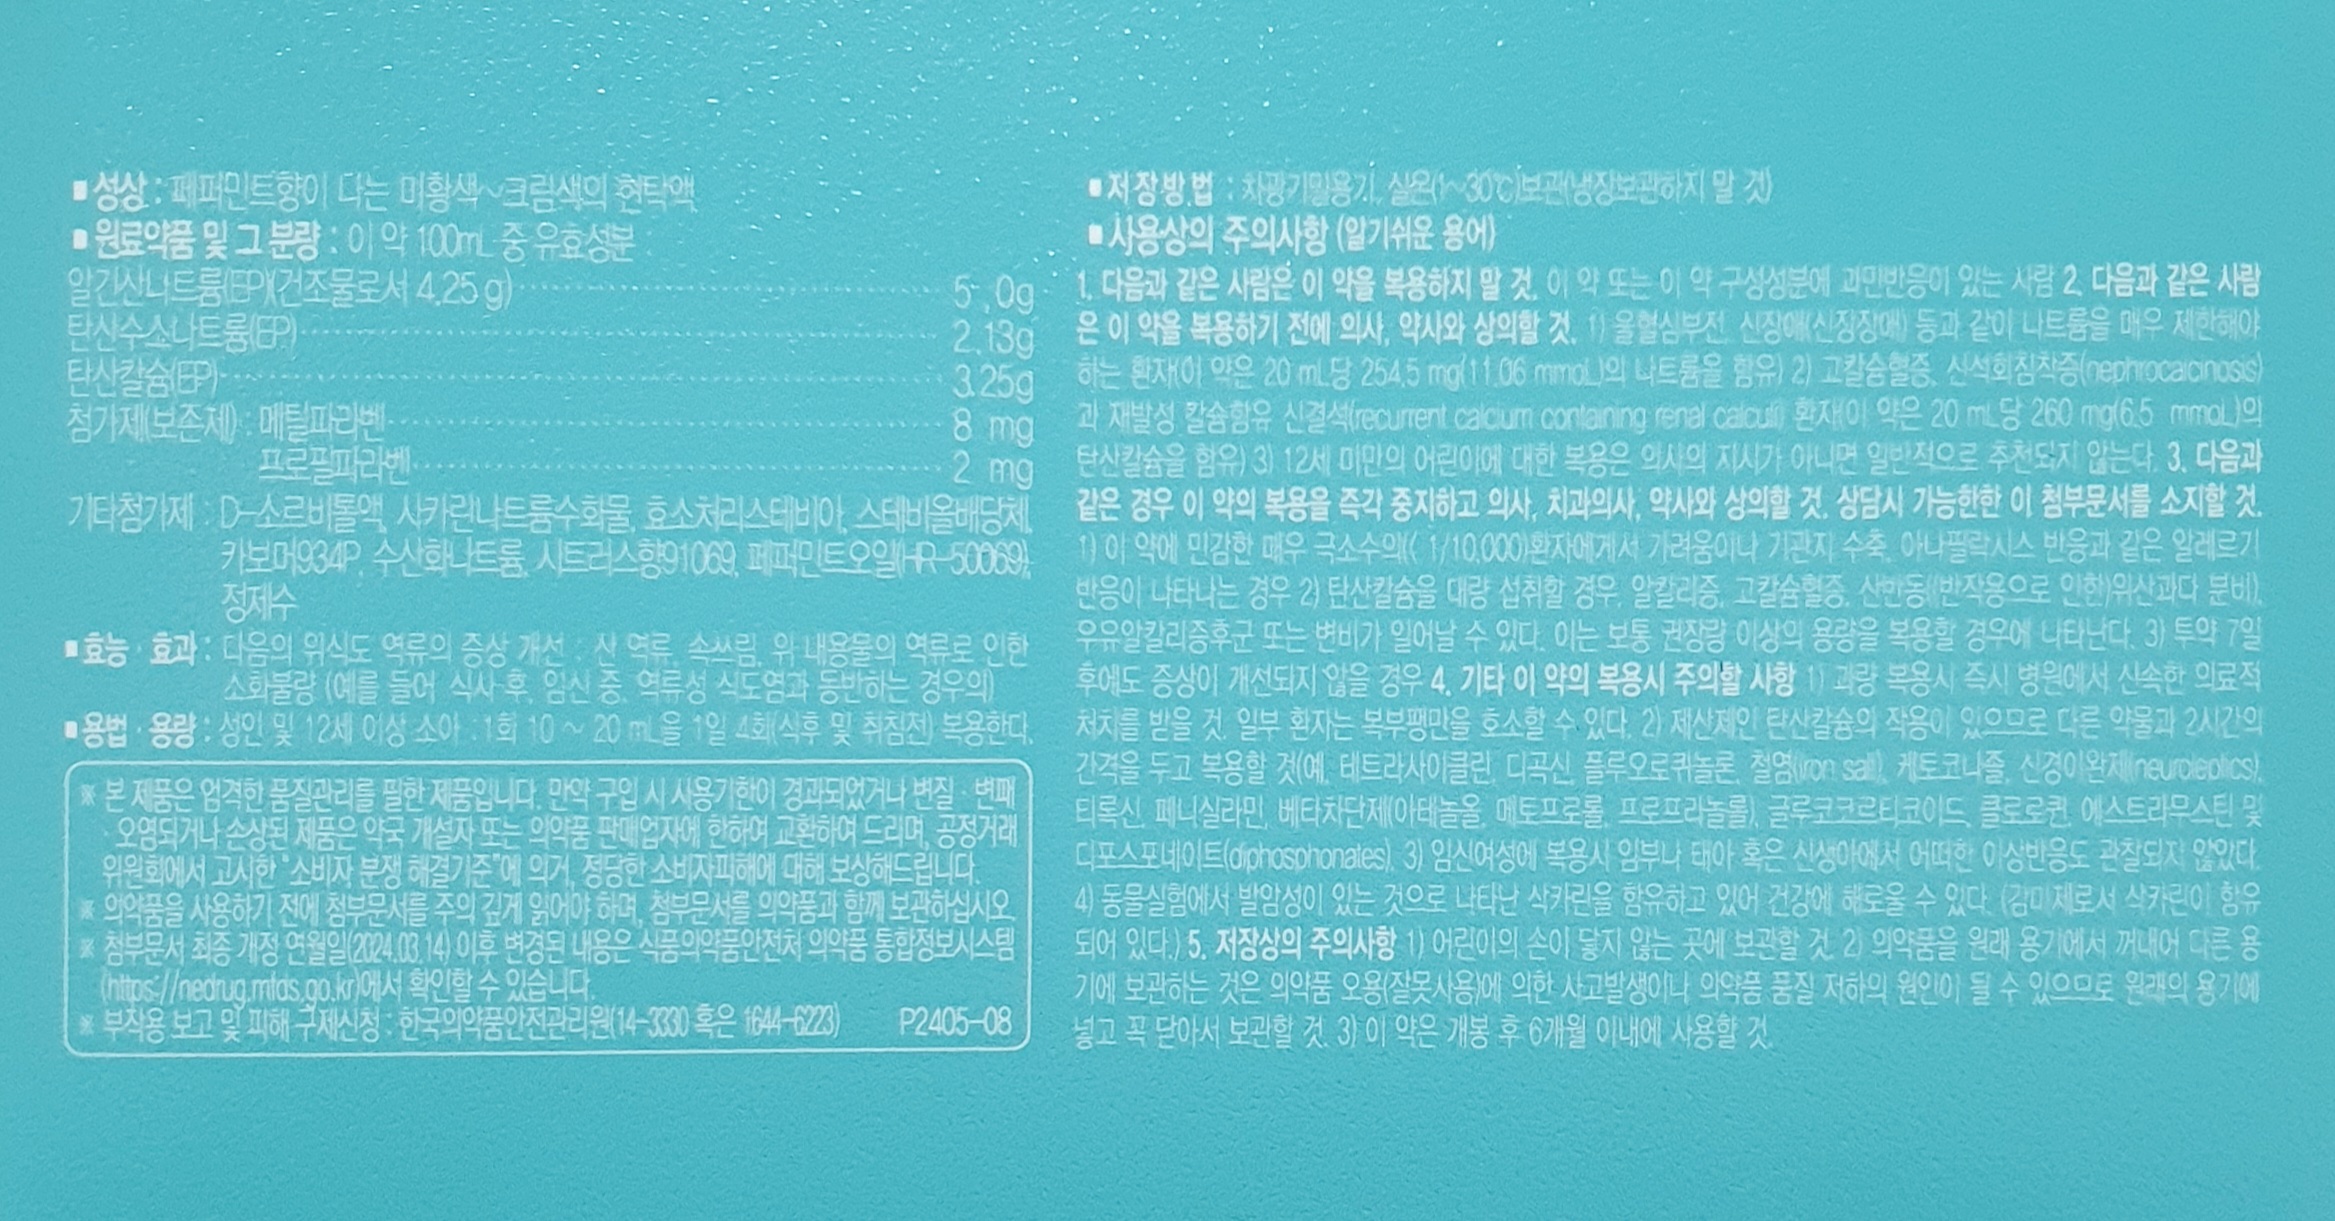 ■ 성상 : 페퍼민트향이 나는 미황색~크림색의 현탁액
■ 원료약품 및 그 분량 : 이 약 100mL 중 유효성분
알긴산나트륨(EP)(건조물로서 4.25 g) 5.0g
탄산수소나트륨(EP) 2.13g
탄산칼슘(EP) 3.25g
첨가제(보존제) : 메틸파라벤 8 mg
프로필파라벤 2 mg
기타첨가제 : D-소르비톨액, 사카린나트륨수화물, 효소처리스테비아, 스테비올배당체,
카보머934P, 수산화나트륨, 시트러스향91069, 페퍼민트오일(HR-50069),
정제수
■ 효능 · 효과 : 다음의 위식도 역류의 증상 개선 : 산 역류, 속쓰림, 위 내용물의 역류로 인한
소화불량 (예를 들어 식사 후, 임신 중, 역류성 식도염과 동반하는 경우의)
■ 용법 · 용량 : 성인 및 12세 이상 소아 : 1회 10 ~ 20 mL을 1일 4회(식후 및 취침전) 복용한다.
※ 본 제품은 엄격한 품질관리를 필한 제품입니다. 만약 구입 시 사용기한이 경과되었거나 변질 · 변패
· 오염되거나 손상된 제품은 약국 개설자 또는 의약품 판매업자에 한하여 교환하여 드리며, 공정거래
위원회에서 고시한 "소비자 분쟁 해결기준"에 의거, 정당한 소비자피해에 대해 보상해드립니다.
※ 의약품을 사용하기 전에 첨부문서를 주의 깊게 읽어야 하며, 첨부문서를 의약품과 함께 보관하십시오.
※ 첨부문서 최종 개정 연월일(2024.03.14) 이후 변경된 내용은 식품의약품안전처 의약품 통합정보시스템
(https://nedrug.mfds.go.kr)에서 확인할 수 있습니다.
※ 부작용 보고 및 피해 구제신청 : 한국의약품안전관리원(14-3330 혹은 1644-6223) P2405-08
■ 저장방법 : 차광기밀용기, 실온(1~30℃)보관(냉장보관하지 말 것)
■ 사용상의 주의사항 (알기쉬운 용어)
1. 다음과 같은 사람은 이 약을 복용하지 말 것. 이 약 또는 이 약 구성성분에 과민반응이 있는 사람 2. 다음과 같은 사람
은 이 약을 복용하기 전에 의사, 약사와 상의할 것. 1) 울혈심부전, 신장애(신장장애) 등과 같이 나트륨을 매우 제한해야
하는 환자(이 약은 20 mL당 254.5 mg(11.06 mmoL)의 나트륨을 함유) 2) 고칼슘혈증, 신석회침착증(nephrocalcinosis)
과 재발성 칼슘함유 신결석(recurrent calcium containing renal calculi) 환자(이 약은 20 mL당 260 mg(6.5 mmoL)의
탄산칼슘을 함유) 3) 12세 미만의 어린이에 대한 복용은 의사의 지시가 아니면 일반적으로 추천되지 않는다. 3. 다음과
같은 경우 이 약의 복용을 즉각 중지하고 의사, 치과의사, 약사와 상의할 것. 상담시 가능한한 이 첨부문서를 소지할 것.
1) 이 약에 민감한 매우 극소수의(〈 1/10,000)환자에게서 가려움이나 기관지 수축, 아나필락시스 반응과 같은 알레르기
반응이 나타나는 경우 2) 탄산칼슘을 대량 섭취할 경우, 알칼리증, 고칼슘혈증, 산반동((반작용으로 인한)위산과다 분비),
우유알칼리증후군 또는 변비가 일어날 수 있다. 이는 보통 권장량 이상의 용량을 복용할 경우에 나타난다. 3) 투약 7일
후에도 증상이 개선되지 않을 경우 4. 기타 이 약의 복용시 주의할 사항 1) 과량 복용시 즉시 병원에서 신속한 의료적
처치를 받을 것. 일부 환자는 복부팽만을 호소할 수 있다. 2) 제산제인 탄산칼슘의 작용이 있으므로 다른 약물과 2시간의
간격을 두고 복용할 것(예, 테트라사이클린, 디곡신, 플루오로퀴놀론, 철염(iron salt), 케토코나졸, 신경이완제(neuroleptics),
티록신, 페니실라민, 베타차단제(아테놀올, 메토프로롤, 프로프라놀롤), 글루코코르티코이드, 클로로퀸, 에스트라무스틴 및
디포스포네이트(diphosphonates). 3) 임신여성에 복용시 임부나 태아 혹은 신생아에서 어떠한 이상반응도 관찰되지 않았다.
4) 동물실험에서 발암성이 있는 것으로 나타난 삭카린을 함유하고 있어 건강에 해로울 수 있다. (감미제로서 삭카린이 함유
되어 있다.) 5. 저장상의 주의사항 1) 어린이의 손이 닿지 않는 곳에 보관할 것. 2) 의약품을 원래 용기에서 꺼내어 다른 용
기에 보관하는 것은 의약품 오용(잘못사용)에 의한 사고발생이나 의약품 품질 저하의 원인이 될 수 있으므로 원래의 용기에
넣고 꼭 닫아서 보관할 것. 3) 이 약은 개봉 후 6개월 이내에 사용할 것.